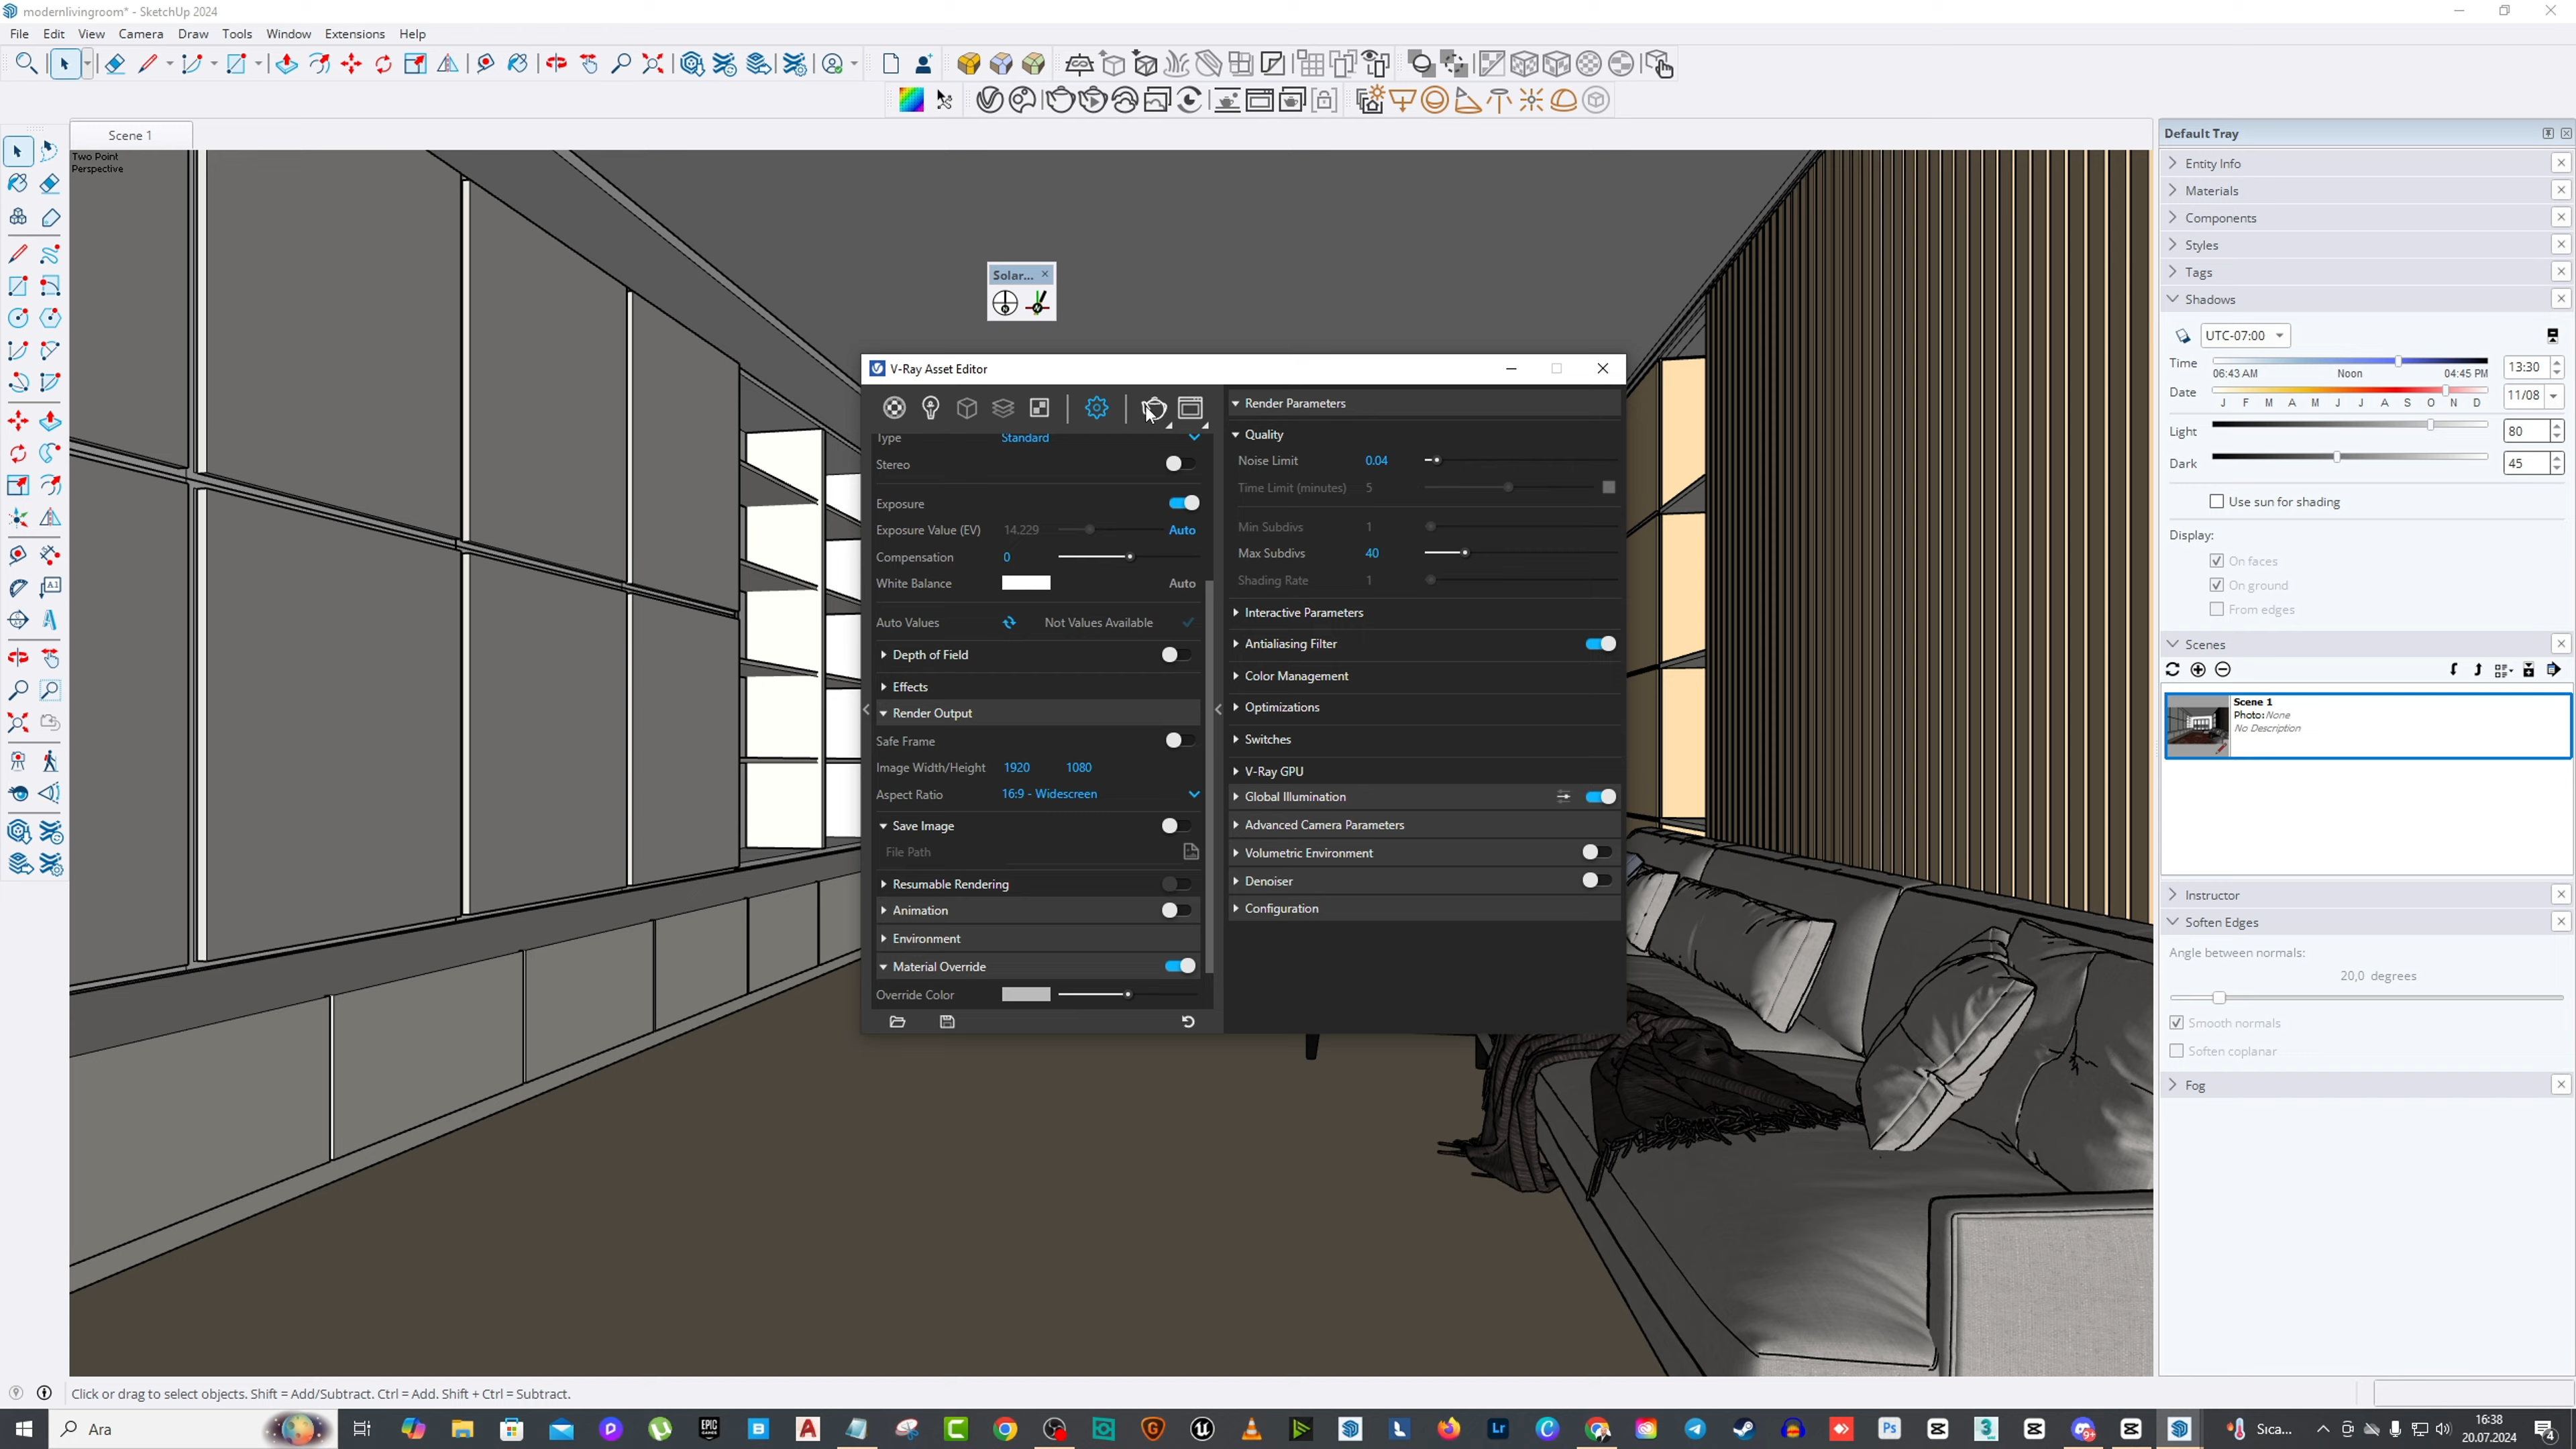 modernlivingroom* - SketchUp 2024
File Edit View Camera Draw Tools Window Extensions Help
Scene 1
Two Point
Perspective
Solar...
V-Ray Asset Editor
Type Standard
Stereo
Exposure
Exposure Value (EV) 14.229 Auto
Compensation 0
White Balance Auto
Auto Values Not Values Available
Depth of Field
Effects
Render Output
Safe Frame
Image Width/Height 1920 1080
Aspect Ratio 16:9 - Widescreen
Save Image
File Path
Resumable Rendering
Animation
Environment
Material Override
Override Color
Render Parameters
Quality
Noise Limit 0.04
Time Limit (minutes) 5
Min Subdivs 1
Max Subdivs 40
Shading Rate 1
Interactive Parameters
Antialiasing Filter
Color Management
Optimizations
Switches
V-Ray GPU
Global Illumination
Advanced Camera Parameters
Volumetric Environment
Denoiser
Configuration
Default Tray
Entity Info
Materials
Components
Styles
Tags
Shadows
UTC-07:00
Time 13:30
06:43 AM Noon 04:45 PM
Date 11/08
J F M A M J J A S O N D
Light 80
Dark 45
Use sun for shading
Display:
On faces
On ground
From edges
Scenes
Scene 1
Photo: None
No Description
Instructor
Soften Edges
Angle between normals:
20,0 degrees
Smooth normals
Soften coplanar
Fog
Click or drag to select objects. Shift = Add/Subtract. Ctrl = Add. Shift + Ctrl = Subtract.
Ara
EPIC GAMES
Lr
Ps
9+
Sıca...
16:38
20.07.2024
4